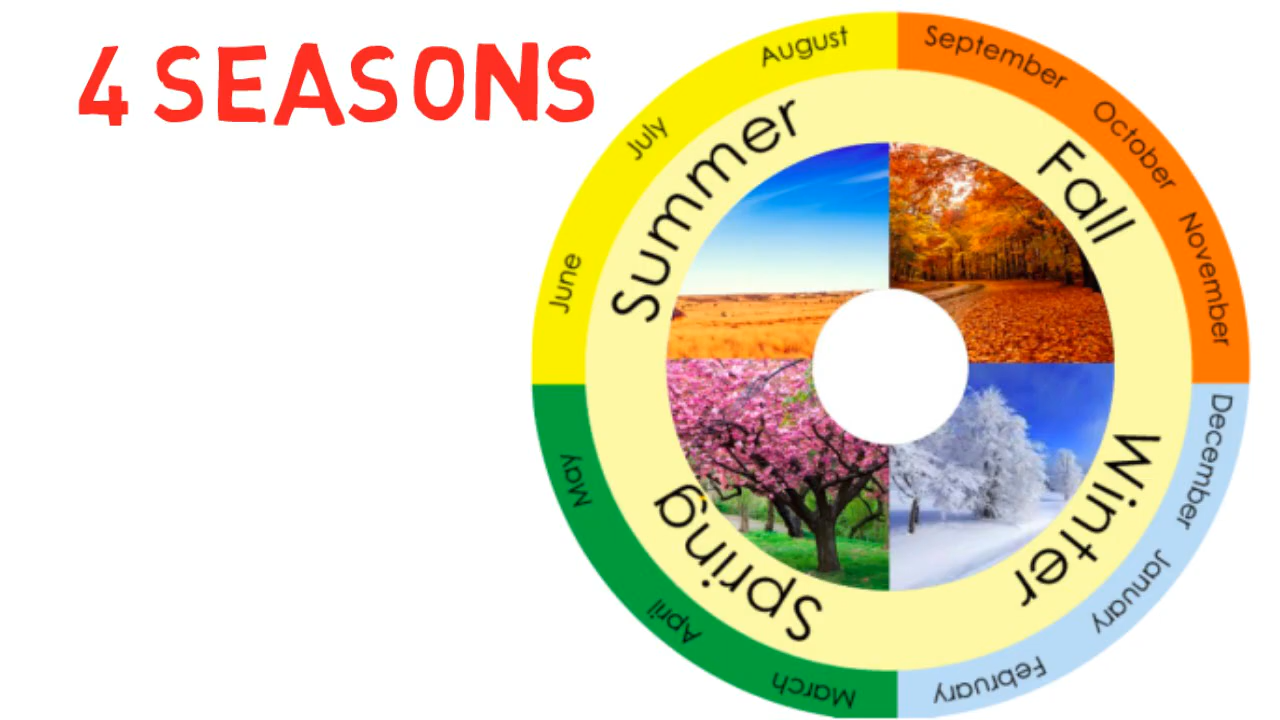 4 SEASONS
August
September
July
October
June
November
Summer
Fall
May
December
April
January
March
February
Spring
Winter